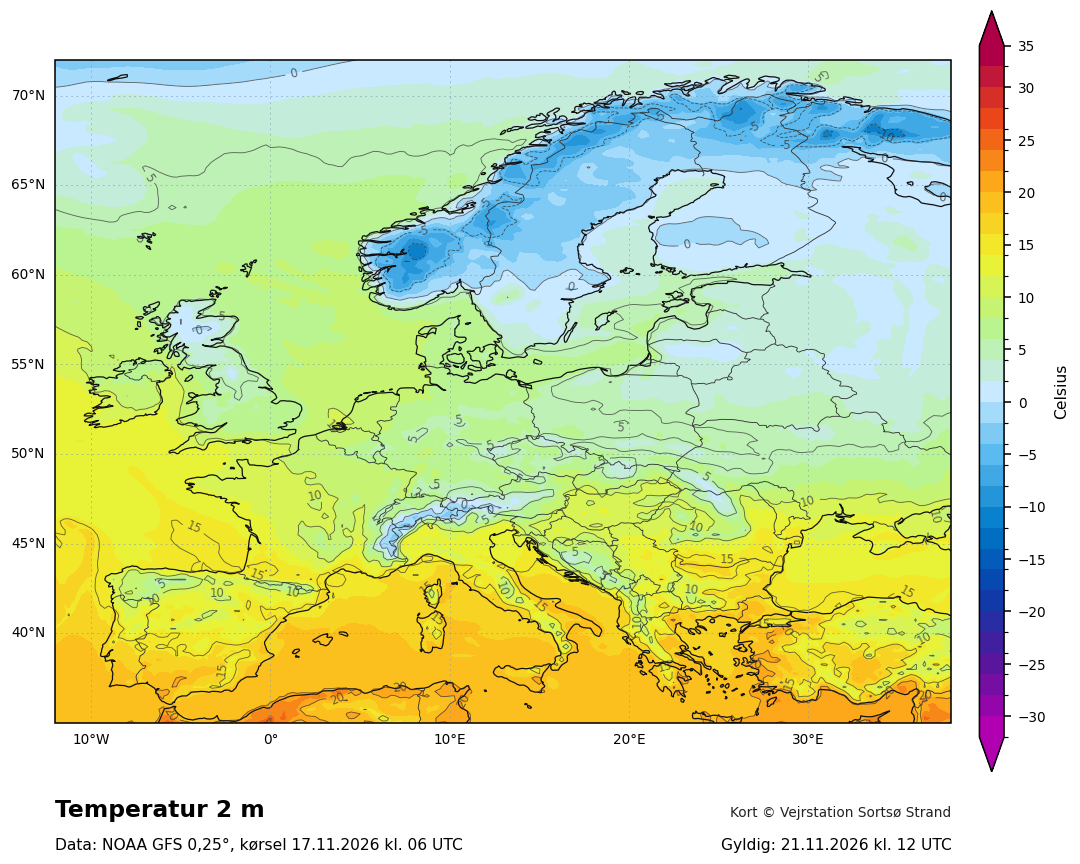 70°N
65°N
60°N
55°N
50°N
45°N
40°N
10°W
0°
10°E
20°E
30°E
35
30
25
20
15
10
5
0
−5
−10
−15
−20
−25
−30
Celsius
Temperatur 2 m
Kort © Vejrstation Sortsø Strand
Data: NOAA GFS 0,25°, kørsel 17.11.2026 kl. 06 UTC
Gyldig: 21.11.2026 kl. 12 UTC